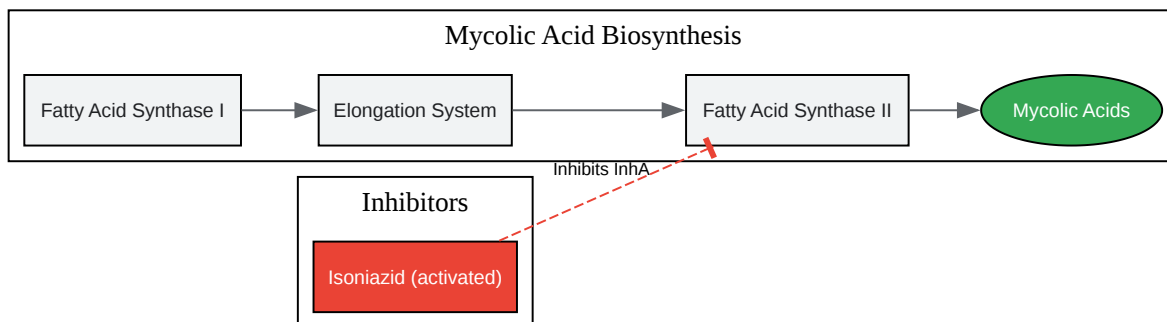 Mycolic Acid Biosynthesis
Fatty Acid Synthase I
Elongation System
Fatty Acid Synthase II
Mycolic Acids
Inhibits InhA
Inhibitors
Isoniazid (activated)